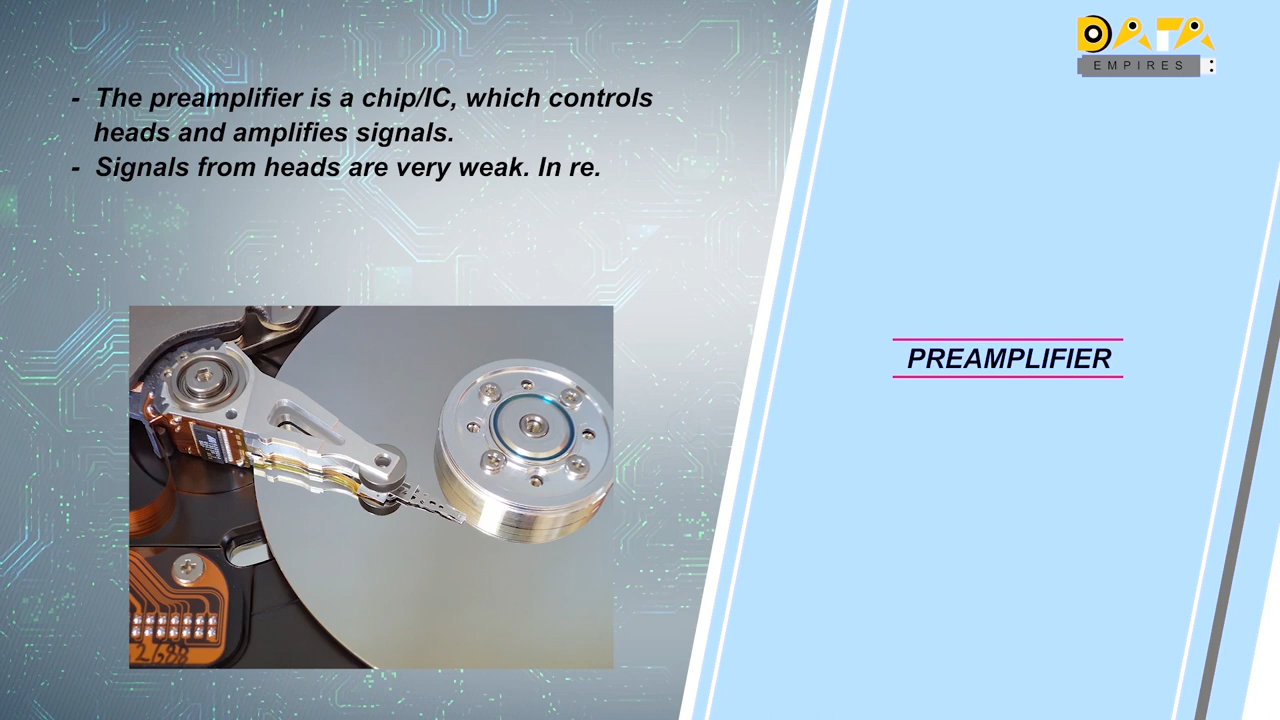 - The preamplifier is a chip/IC, which controls
heads and amplifies signals.
- Signals from heads are very weak. In re.
DATA
EMPIRES
PREAMPLIFIER
2G88